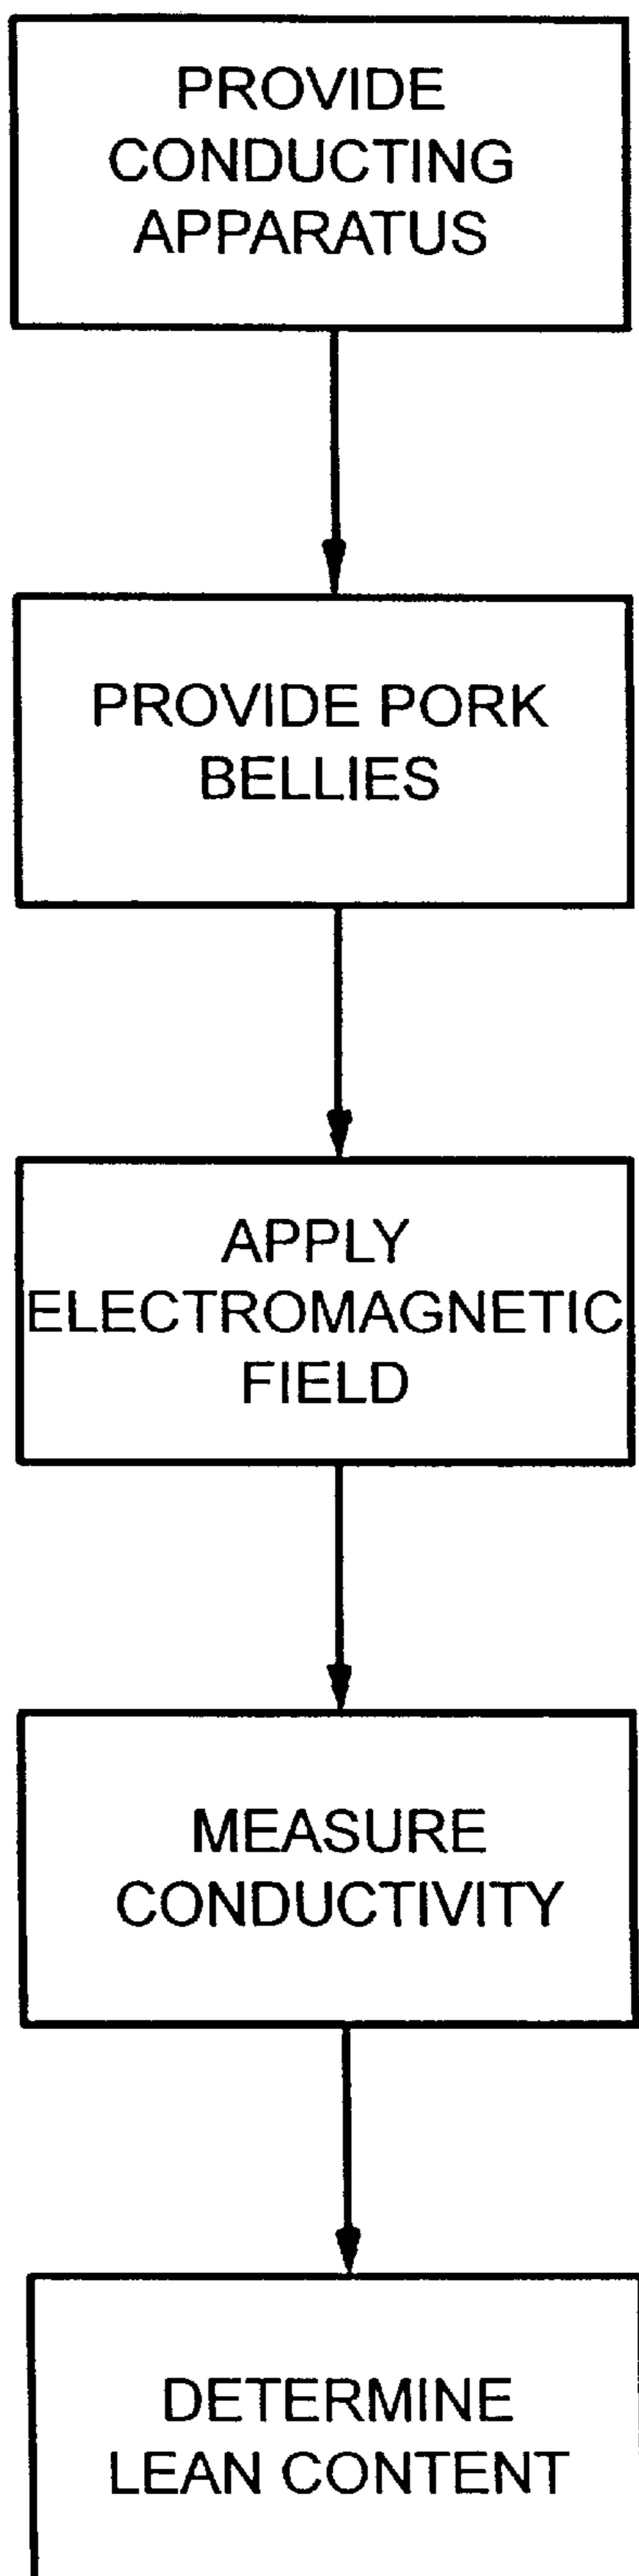 PROVIDE
CONDUCTING
APPARATUS
PROVIDE PORK
BELLIES
APPLY
ELECTROMAGNETIC
FIELD
MEASURE
CONDUCTIVITY
DETERMINE
LEAN CONTENT